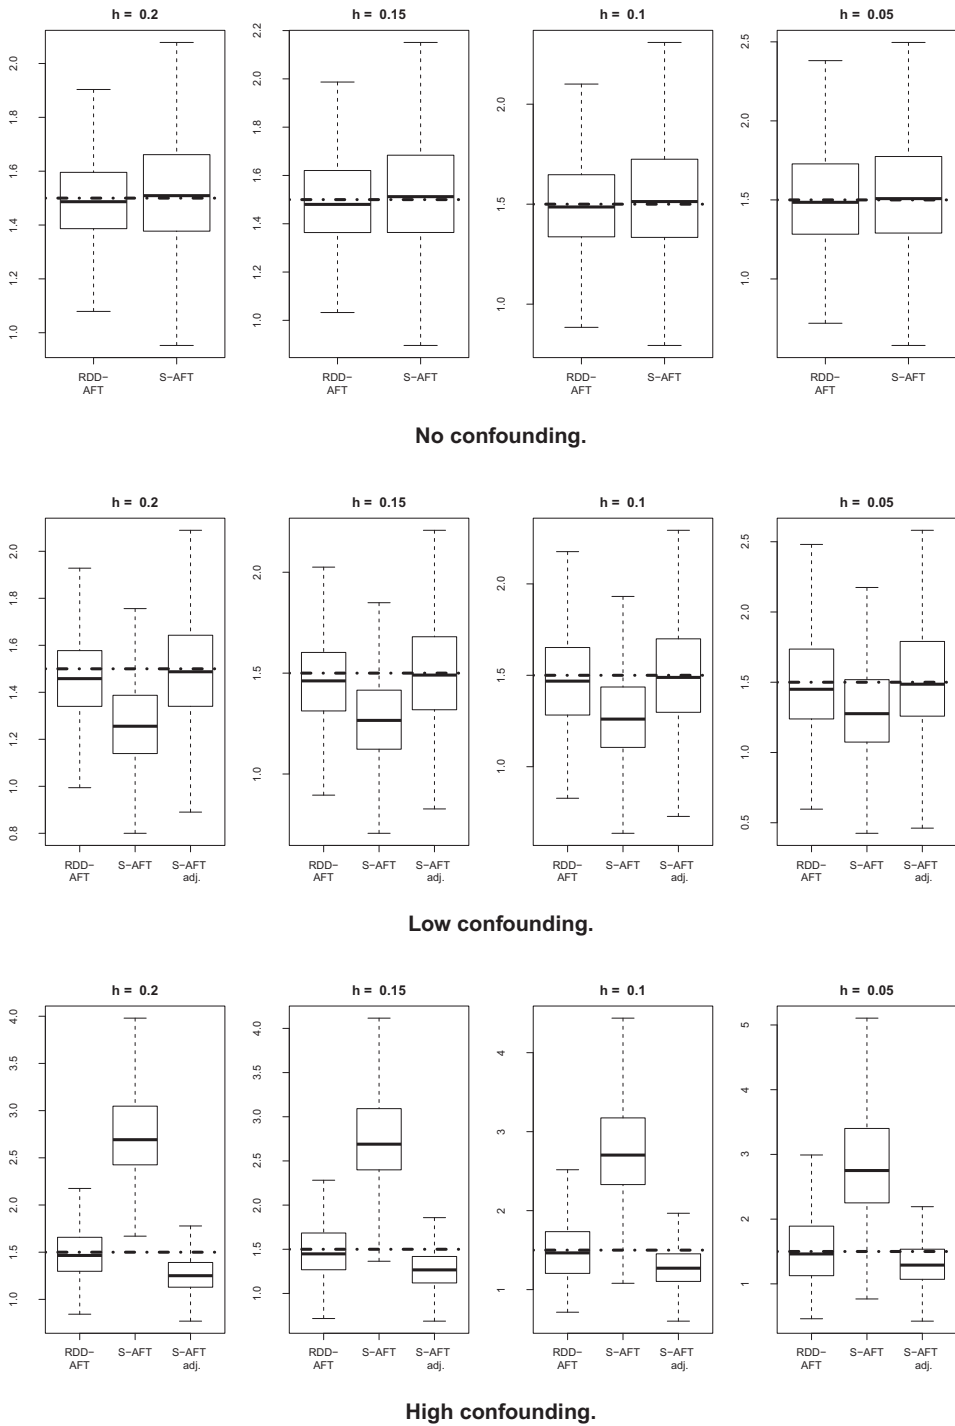 h = 0.2
h = 0.15
h = 0.1
h = 0.05
1.0 1.2 1.4 1.6 1.8 2.0
1.0 1.2 1.4 1.6 1.8 2.0 2.2
1.0 1.5 2.0
1.0 1.5 2.0 2.5
RDD−
AFT
S−AFT
RDD−
AFT
S−AFT
RDD−
AFT
S−AFT
RDD−
AFT
S−AFT
No confounding.
h = 0.2
h = 0.15
h = 0.1
h = 0.05
0.8 1.0 1.2 1.4 1.6 1.8 2.0
1.0 1.5 2.0
1.0 1.5 2.0
0.5 1.0 1.5 2.0 2.5
RDD−
AFT
S−AFT
S−AFT
adj.
RDD−
AFT
S−AFT
S−AFT
adj.
RDD−
AFT
S−AFT
S−AFT
adj.
RDD−
AFT
S−AFT
S−AFT
adj.
Low confounding.
h = 0.2
h = 0.15
h = 0.1
h = 0.05
1.0 1.5 2.0 2.5 3.0 3.5 4.0
1.0 1.5 2.0 2.5 3.0 3.5 4.0
1 2 3 4
1 2 3 4 5
RDD−
AFT
S−AFT
S−AFT
adj.
RDD−
AFT
S−AFT
S−AFT
adj.
RDD−
AFT
S−AFT
S−AFT
adj.
RDD−
AFT
S−AFT
S−AFT
adj.
High confounding.